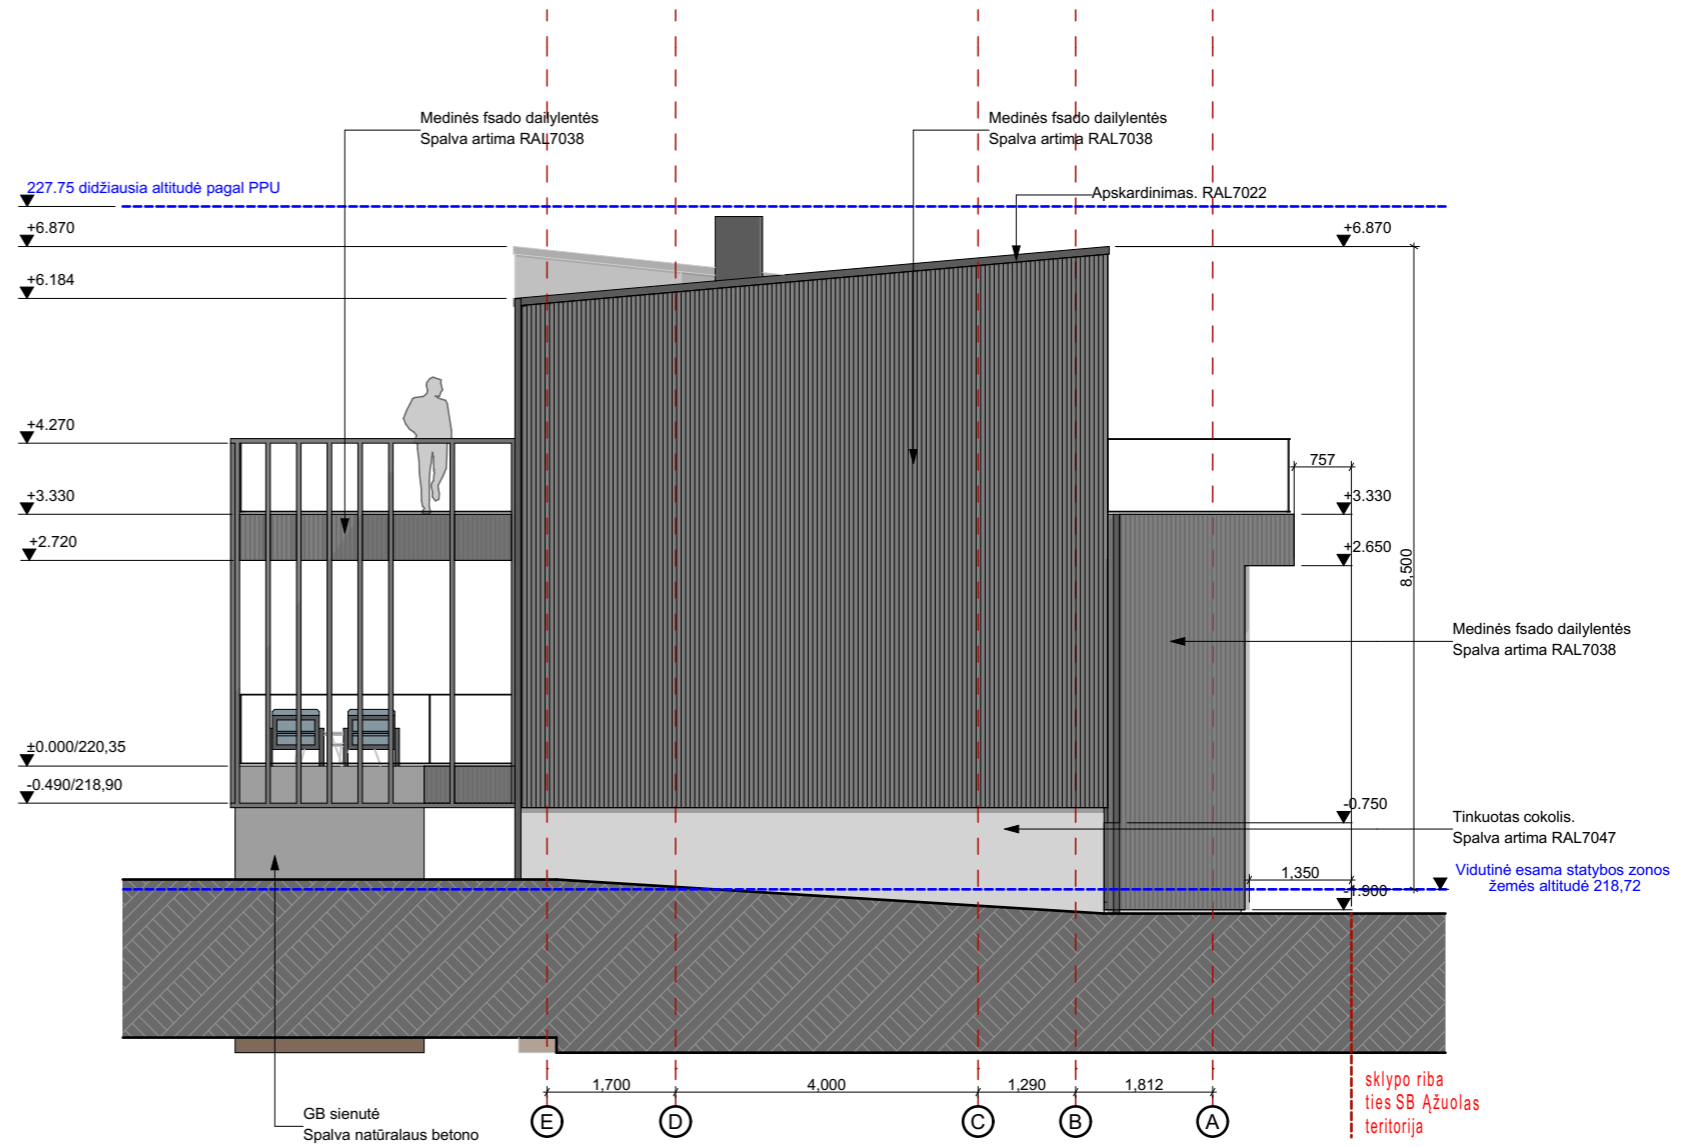 Medinės fsado dailylentės
Spalva artima RAL7038
Medinės fsado dailylentės
Spalva artima RAL7038
227.75 didžiausia altitudė pagal PPU
Apskardinimas. RAL7022
+6.870
+6.870
+6.184
+4.270
757
+3.330
+3.330
+2.720
+2.650
8,500
Medinės fsado dailylentės
Spalva artima RAL7038
±0.000/220,35
-0.490/218,90
-0.750
Tinkuotas cokolis.
Spalva artima RAL7047
1,350
Vidutinė esama statybos zonos
žemės altitudė 218,72
-1.900
1,700
4,000
1,290
1,812
sklypo riba
ties SB Ąžuolas
teritorija
GB sienutė
Spalva natūralaus betono
E
D
C
B
A